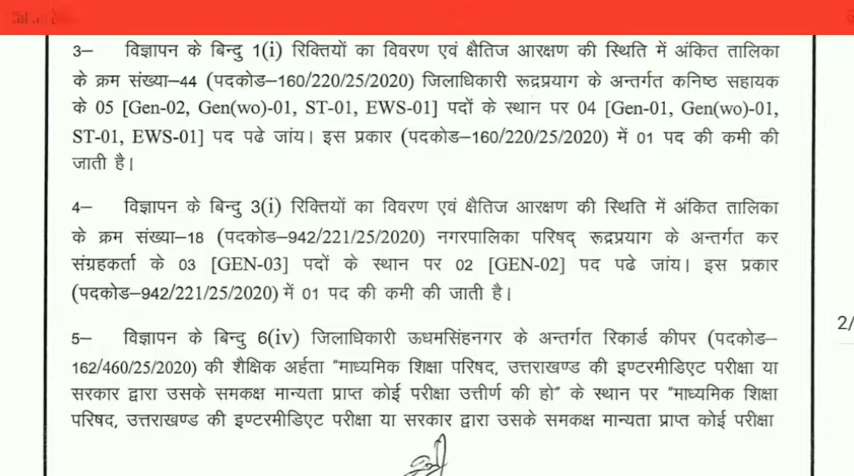 3– विज्ञापन के बिन्दु 1(i) रिक्तियों का विवरण एवं क्षैतिज आरक्षण की स्थिति में अंकित तालिका
के क्रम संख्या–44 (पदकोड–160/220/25/2020) जिलाधिकारी रूद्रप्रयाग के अन्तर्गत कनिष्ठ सहायक
के 05 [Gen-02, Gen(wo)-01, ST-01, EWS-01] पदों के स्थान पर 04 [Gen-01, Gen(wo)-01,
ST-01, EWS-01] पद पढे जांय। इस प्रकार (पदकोड–160/220/25/2020) में 01 पद की कमी की
जाती है।
4– विज्ञापन के बिन्दु 3(i) रिक्तियों का विवरण एवं क्षैतिज आरक्षण की स्थिति में अंकित तालिका
के क्रम संख्या–18 (पदकोड–942/221/25/2020) नगरपालिका परिषद् रूद्रप्रयाग के अन्तर्गत कर
संग्रहकर्ता के 03 [GEN-03] पदों के स्थान पर 02 [GEN-02] पद पढे जांय। इस प्रकार
(पदकोड–942/221/25/2020) में 01 पद की कमी की जाती है।
2/
5– विज्ञापन के बिन्दु 6(iv) जिलाधिकारी ऊधमसिंहनगर के अन्तर्गत रिकार्ड कीपर (पदकोड–
162/460/25/2020) की शैक्षिक अर्हता "माध्यमिक शिक्षा परिषद, उत्तराखण्ड की इण्टरमीडिएट परीक्षा या
सरकार द्वारा उसके समकक्ष मान्यता प्राप्त कोई परीक्षा उत्तीर्ण की हो" के स्थान पर "माध्यमिक शिक्षा
परिषद, उत्तराखण्ड की इण्टरमीडिएट परीक्षा या सरकार द्वारा उसके समकक्ष मान्यता प्राप्त कोई परीक्षा